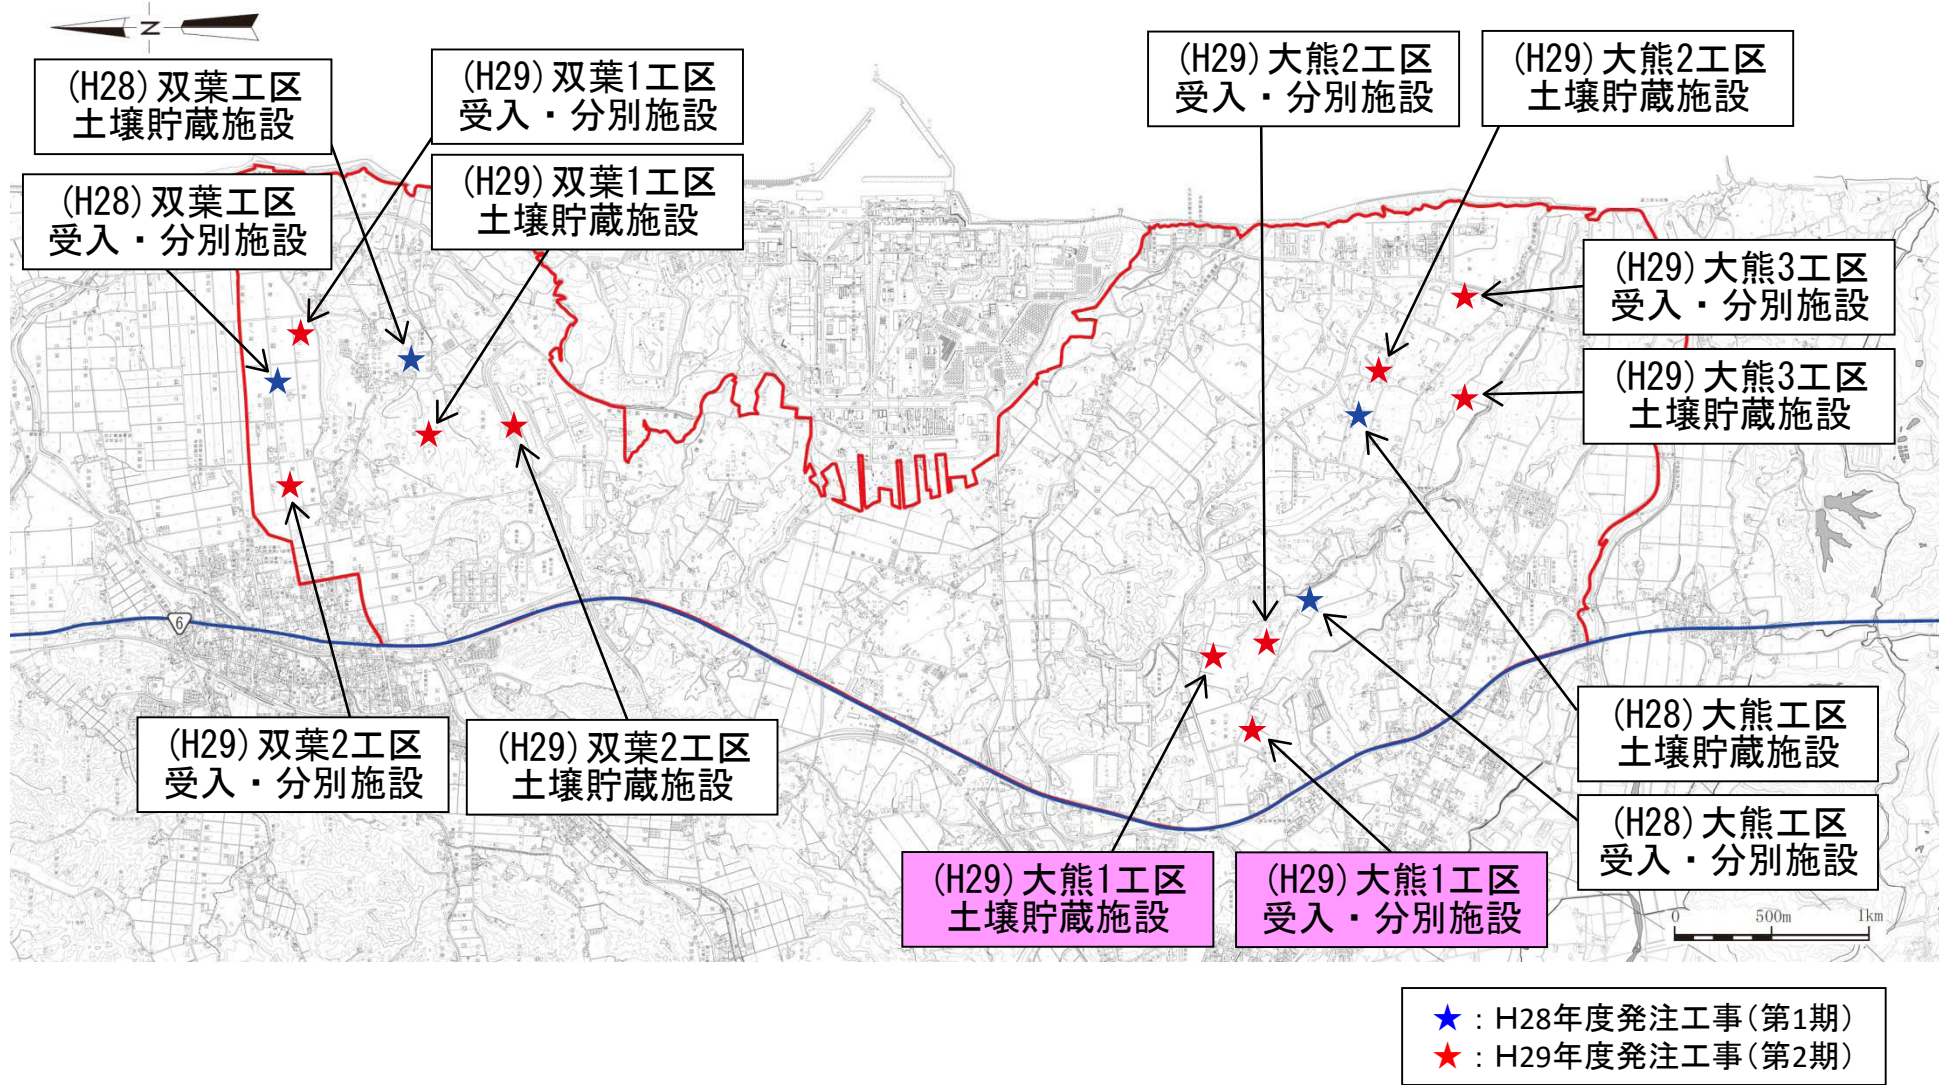 N
(H28)双葉工区
土壌貯蔵施設
(H29)双葉1工区
受入・分別施設
(H28)双葉工区
受入・分別施設
(H29)双葉1工区
土壌貯蔵施設
(H29)大熊2工区
受入・分別施設
(H29)大熊2工区
土壌貯蔵施設
(H29)大熊3工区
受入・分別施設
(H29)大熊3工区
土壌貯蔵施設
6
(H29)双葉2工区
受入・分別施設
(H29)双葉2工区
土壌貯蔵施設
(H28)大熊工区
土壌貯蔵施設
(H28)大熊工区
受入・分別施設
(H29)大熊1工区
土壌貯蔵施設
(H29)大熊1工区
受入・分別施設
0 500m 1km
★：H28年度発注工事(第1期)
★：H29年度発注工事(第2期)